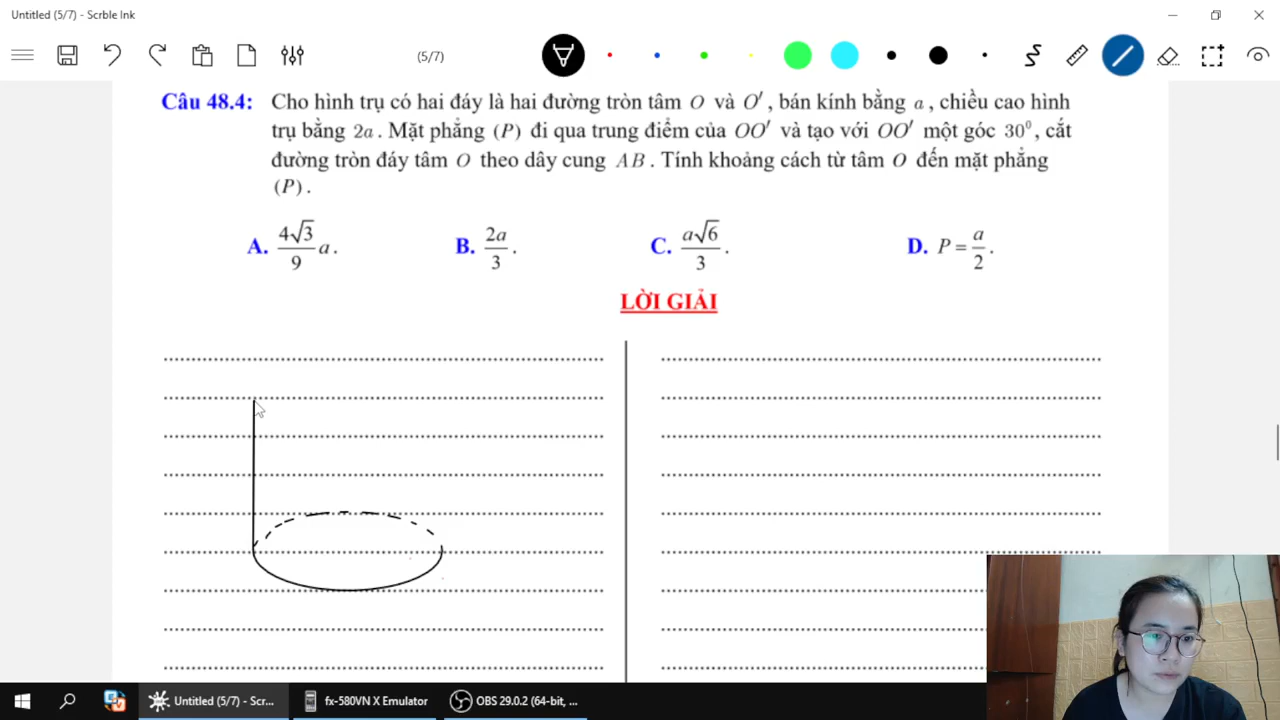 Untitled (5/7) - Scrble Ink
(5/7)
Câu 48.4: Cho hình trụ có hai đáy là hai đường tròn tâm O và O′, bán kính bằng a, chiều cao hình
trụ bằng 2a. Mặt phẳng (P) đi qua trung điểm của OO′ và tạo với OO′ một góc 30⁰, cắt
đường tròn đáy tâm O theo dây cung AB. Tính khoảng cách từ tâm O đến mặt phẳng
(P).
A. 4√3/9 a. B. 2a/3. C. a√6/3. D. P = a/2.
LỜI GIẢI
Untitled (5/7) - Scr... fx-580VN X Emulator OBS 29.0.2 (64-bit, ...